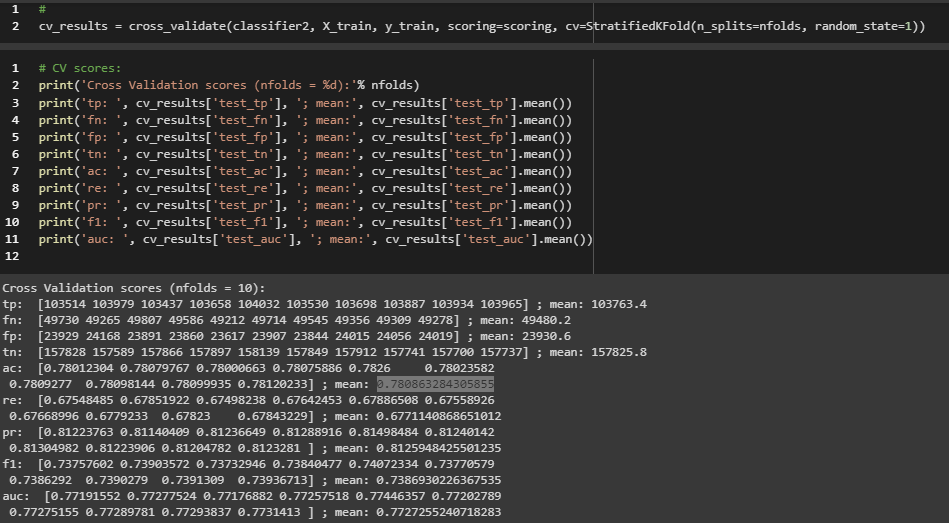 1 #
2 cv_results = cross_validate(classifier2, X_train, y_train, scoring=scoring, cv=StratifiedKFold(n_splits=nfolds, random_state=1))
1 # CV scores:
2 print('Cross Validation scores (nfolds = %d):'% nfolds)
3 print('tp: ', cv_results['test_tp'], '; mean:', cv_results['test_tp'].mean())
4 print('fn: ', cv_results['test_fn'], '; mean:', cv_results['test_fn'].mean())
5 print('fp: ', cv_results['test_fp'], '; mean:', cv_results['test_fp'].mean())
6 print('tn: ', cv_results['test_tn'], '; mean:', cv_results['test_tn'].mean())
7 print('ac: ', cv_results['test_ac'], '; mean:', cv_results['test_ac'].mean())
8 print('re: ', cv_results['test_re'], '; mean:', cv_results['test_re'].mean())
9 print('pr: ', cv_results['test_pr'], '; mean:', cv_results['test_pr'].mean())
10 print('f1: ', cv_results['test_f1'], '; mean:', cv_results['test_f1'].mean())
11 print('auc: ', cv_results['test_auc'], '; mean:', cv_results['test_auc'].mean())
12
Cross Validation scores (nfolds = 10):
tp:  [103514 103979 103437 103658 104032 103530 103698 103887 103934 103965] ; mean: 103763.4
fn:  [49730 49265 49807 49586 49212 49714 49545 49356 49309 49278] ; mean: 49480.2
fp:  [23929 24168 23891 23860 23617 23907 23844 24015 24056 24019] ; mean: 23930.6
tn:  [157828 157589 157866 157897 158139 157849 157912 157741 157700 157737] ; mean: 157825.8
ac:  [0.78012304 0.78079767 0.78000663 0.78075886 0.7826     0.78023582
 0.7809277  0.78098144 0.78099935 0.78120233] ; mean: 0.780863284305855
re:  [0.67548485 0.67851922 0.67498238 0.67642453 0.67886508 0.67558926
 0.67668996 0.6779233  0.67823    0.67843229] ; mean: 0.6771140868651012
pr:  [0.81223763 0.81140409 0.81236649 0.81288916 0.81498484 0.81240142
 0.81304982 0.81223906 0.81204782 0.8123281 ] ; mean: 0.8125948425501235
f1:  [0.73757602 0.73903572 0.73732946 0.73840477 0.74072334 0.73770579
 0.7386292  0.7390279  0.7391309  0.73936713] ; mean: 0.7386930226367535
auc:  [0.77191552 0.77277524 0.77176882 0.77257518 0.77446357 0.77202789
 0.77275155 0.77289781 0.77293837 0.7731413 ] ; mean: 0.7727255240718283